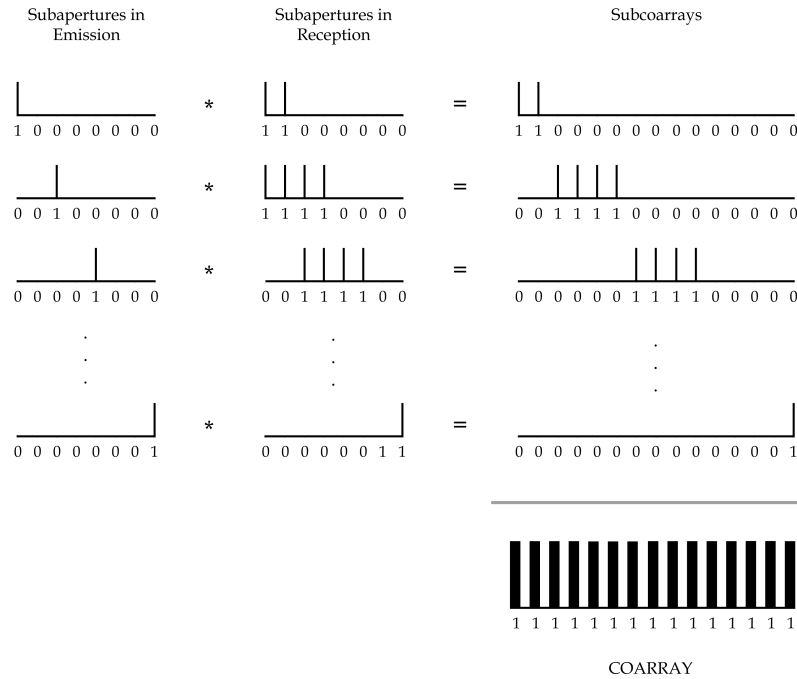 Subapertures in Emission
Subapertures in Reception
Subcoarrays
* =
1 0 0 0 0 0 0 0 1 1 0 0 0 0 0 0 1 1 0 0 0 0 0 0 0 0 0 0 0 0 0
* =
0 0 1 0 0 0 0 0 1 1 1 1 0 0 0 0 0 0 1 1 1 1 0 0 0 0 0 0 0 0 0
* =
0 0 0 0 1 0 0 0 0 0 1 1 1 1 0 0 0 0 0 0 0 0 1 1 1 1 0 0 0 0 0
* =
0 0 0 0 0 0 0 1 0 0 0 0 0 0 1 1 0 0 0 0 0 0 0 0 0 0 0 0 0 0 1
1 1 1 1 1 1 1 1 1 1 1 1 1 1 1
COARRAY